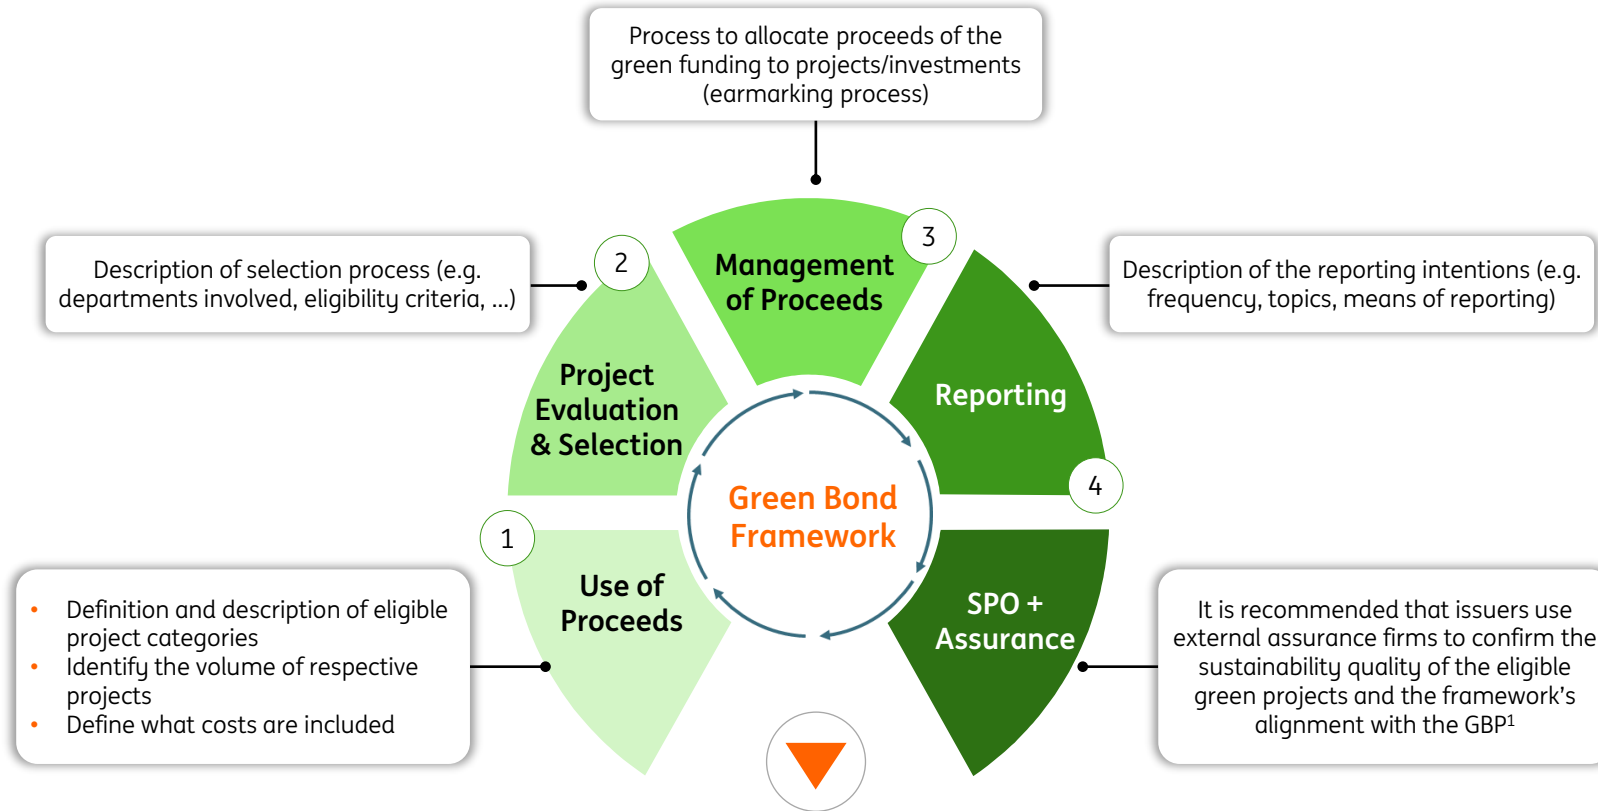 Process to allocate proceeds of the
green funding to projects/investments
(earmarking process)
3
Management
of Proceeds
2
Description of selection process (e.g.
departments involved, eligibility criteria, ...)
Description of the reporting intentions (e.g.
frequency, topics, means of reporting)
Project
Evaluation
& Selection
Reporting
4
Green Bond
Framework
1
Use of
Proceeds
SPO +
Assurance
• Definition and description of eligible
project categories
• Identify the volume of respective
projects
• Define what costs are included
It is recommended that issuers use
external assurance firms to confirm the
sustainability quality of the eligible
green projects and the framework’s
alignment with the GBP¹